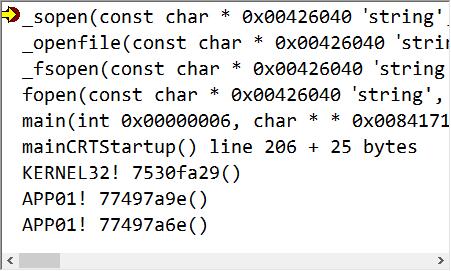 _sopen(const char * 0x00426040 'string',
_openfile(const char * 0x00426040 'strin
_fsopen(const char * 0x00426040 'string
fopen(const char * 0x00426040 'string',
main(int 0x00000006, char * * 0x0084171
mainCRTStartup() line 206 + 25 bytes
KERNEL32! 7530fa29()
APP01! 77497a9e()
APP01! 77497a6e()